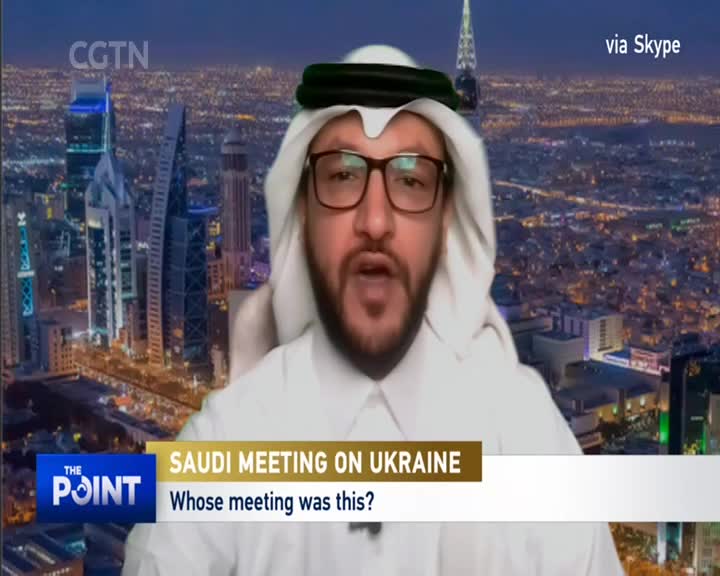 CGTN
via Skype
SAUDI MEETING ON UKRAINE
THE
POINT
Whose meeting was this?